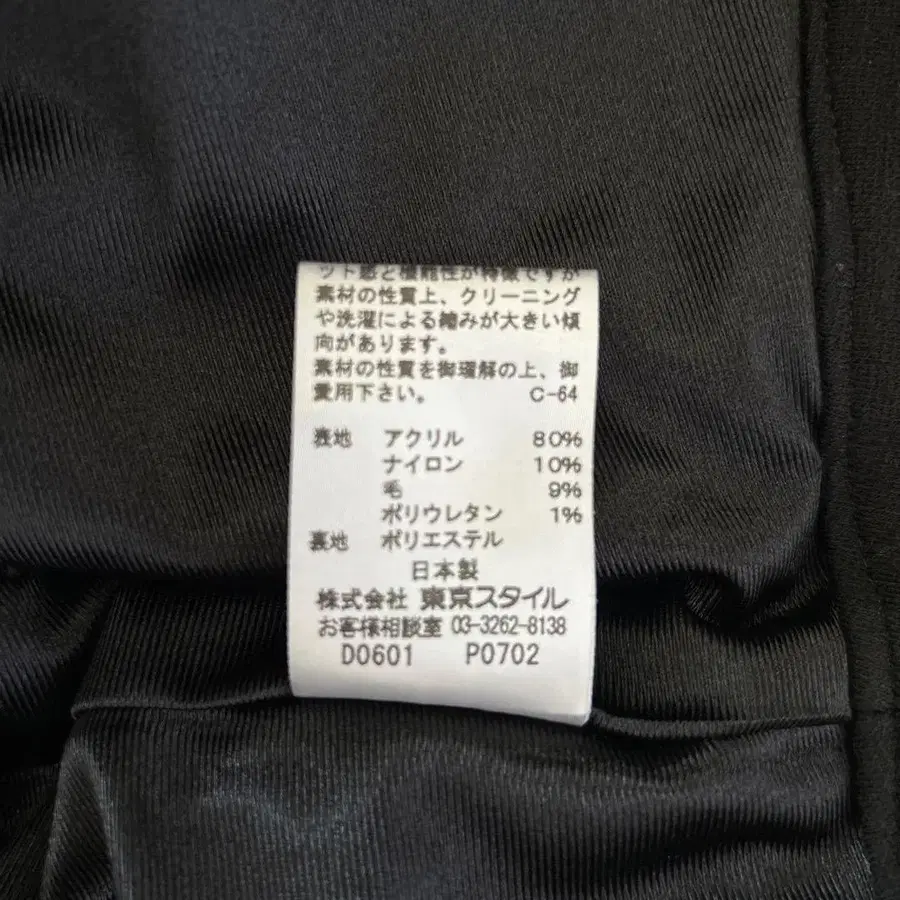 ット感と機能性が特徴ですが
素材の性質上、クリーニング
や洗濯による縮みが大きい傾
向があります。
素材の性質を御理解の上、御
愛用下さい。 C-64
表地 アクリル 80%
ナイロン 10%
毛 9%
ポリウレタン 1%
裏地 ポリエステル
日本製
株式会社 東京スタイル
お客様相談室 03-3262-8138
D0601 P0702